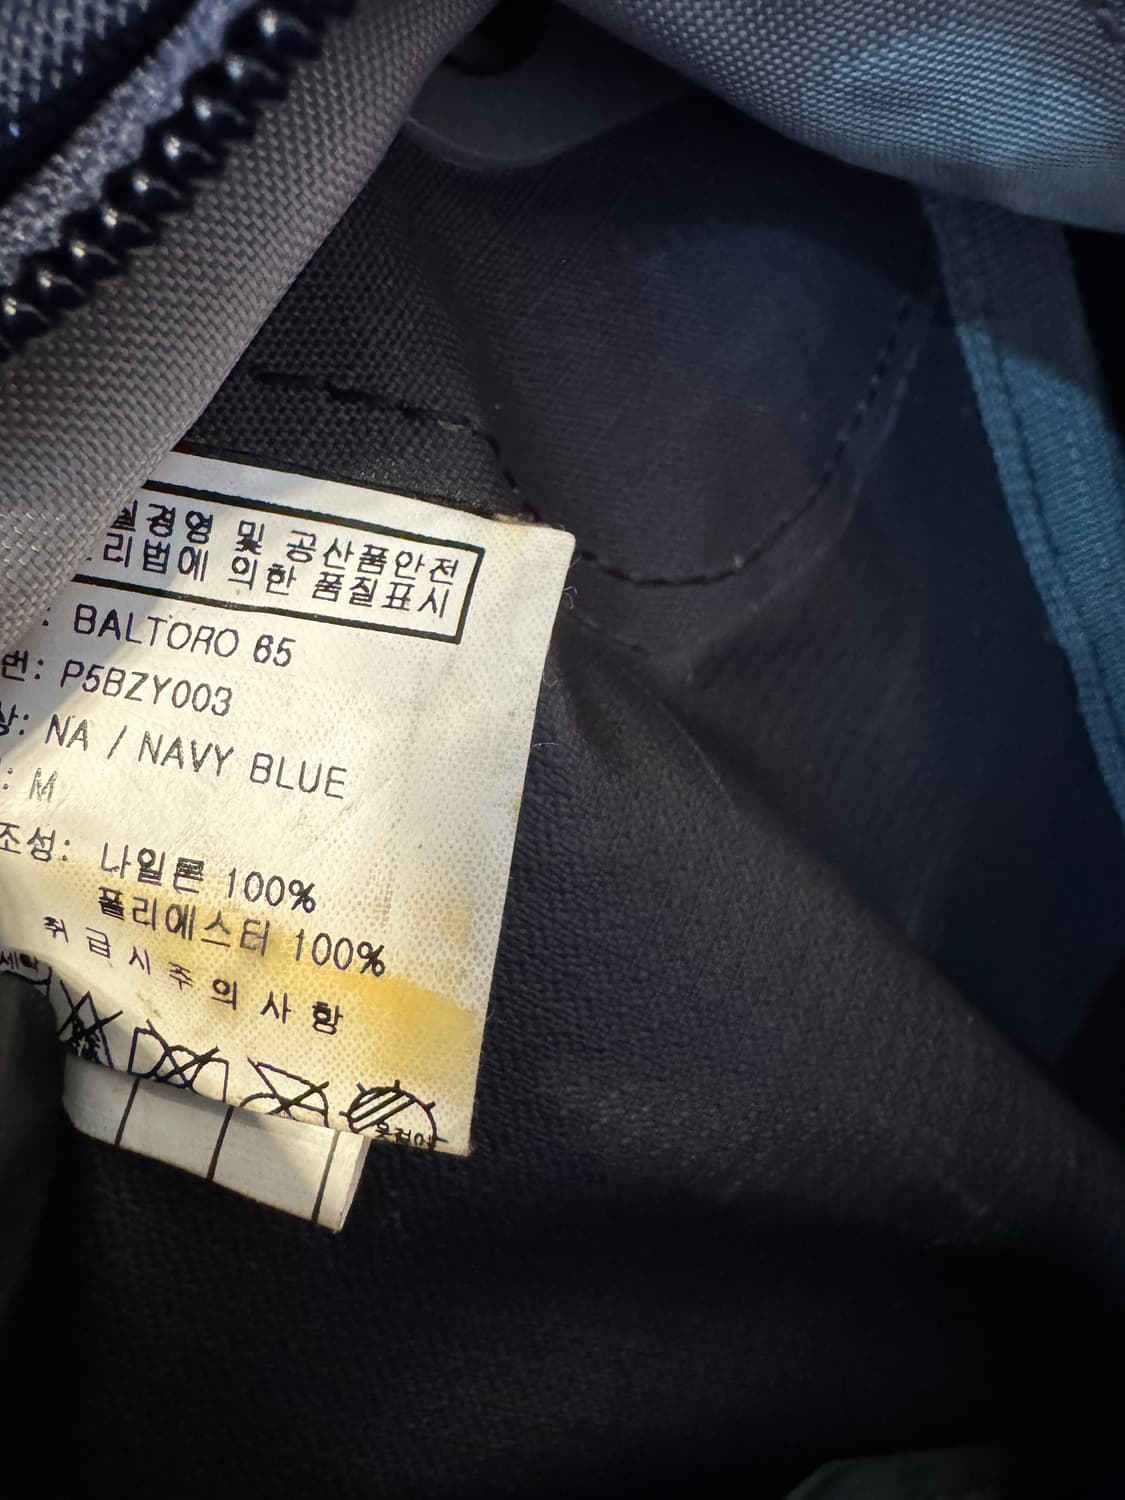 경영 및 공산품안전
리법에 의한 품질표시
: BALTORO 65
번: P5BZY003
상: NA / NAVY BLUE
: M
조성: 나일론 100%
폴리에스터 100%
취급시주의사항
세탁